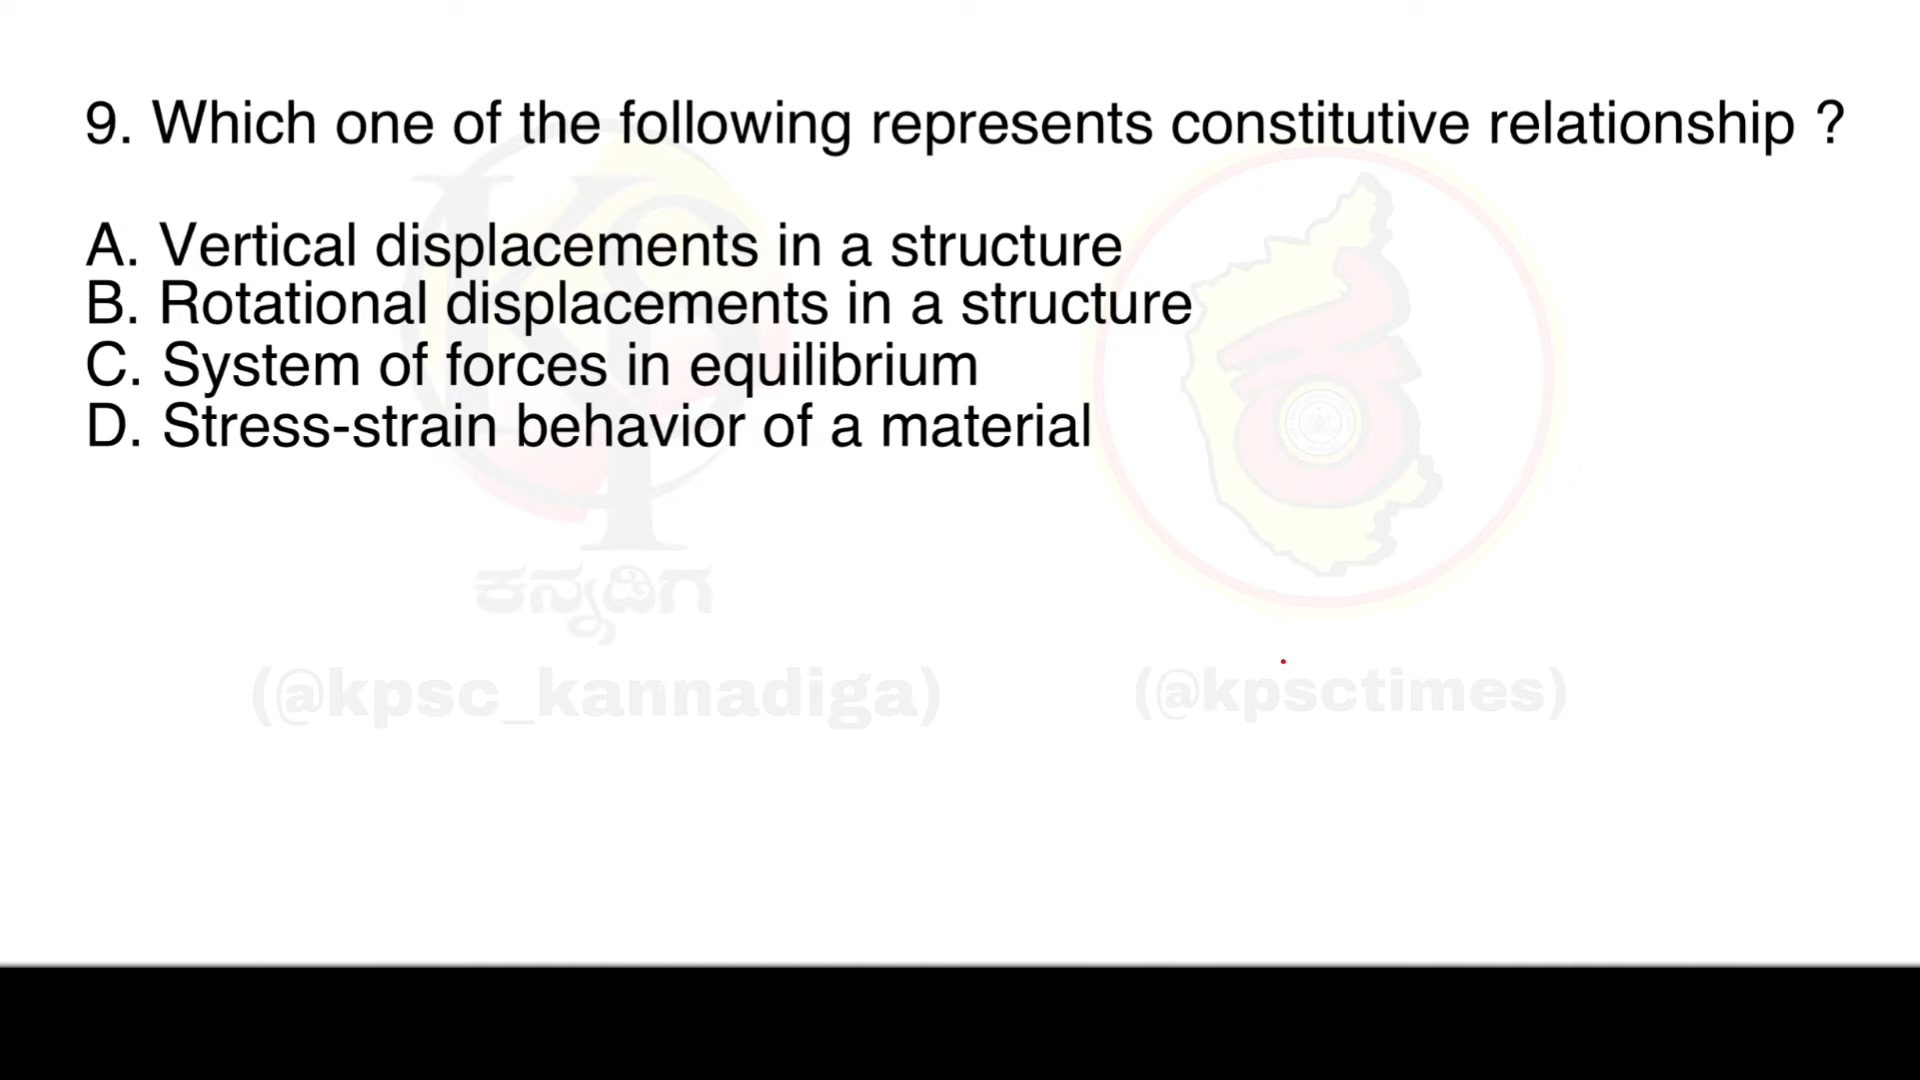 9. Which one of the following represents constitutive relationship ?
A. Vertical displacements in a structure
B. Rotational displacements in a structure
C. System of forces in equilibrium
D. Stress-strain behavior of a material
ಕನ್ನಡಿಗ
(@kpsc_kannadiga)
(@kpsctimes)